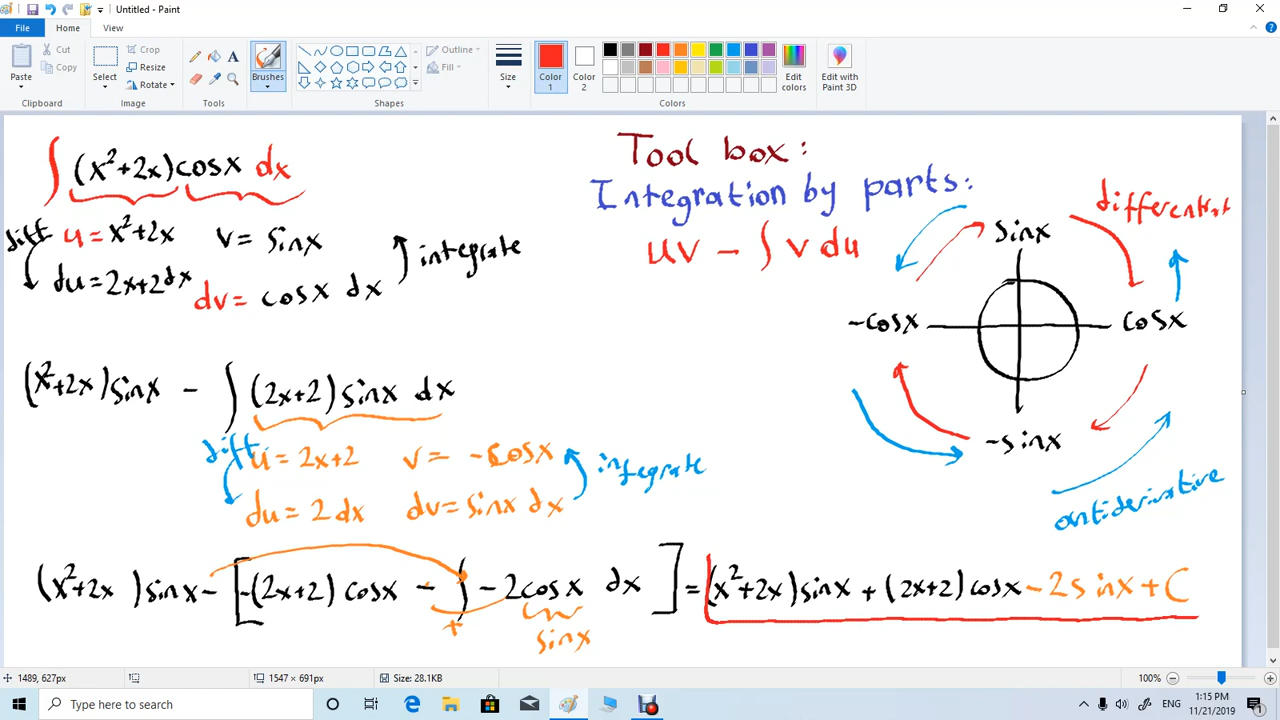 Untitled - Paint
File Home View
Paste
Cut
Copy
Clipboard
Select
Crop
Resize
Rotate
Image
A
Tools
Brushes
Shapes
Outline
Fill
Size
Color 1
Color 2
Colors
Edit colors
Edit with Paint 3D
∫ (x²+2x) cosx dx
diff u = x²+2x v = sinx
du = 2x+2dx dv = cosx dx
integrate
(x²+2x) sinx - ∫ (2x+2) sinx dx
diff u = 2x+2 v = -cosx
integrate
du = 2dx dv = sinx dx
(x²+2x) sinx - [-(2x+2) cosx - ∫ -2cosx dx] = (x²+2x) sinx + (2x+2) cosx - 2sinx + C
+
sinx
Tool box:
Integration by parts:
uv - ∫ v du
sinx
-cosx
cosx
-sinx
antiderivative
1489, 627px
1547 × 691px
Size: 28.1KB
100%
Type here to search
ENG
1:15 PM
11/21/2019
1